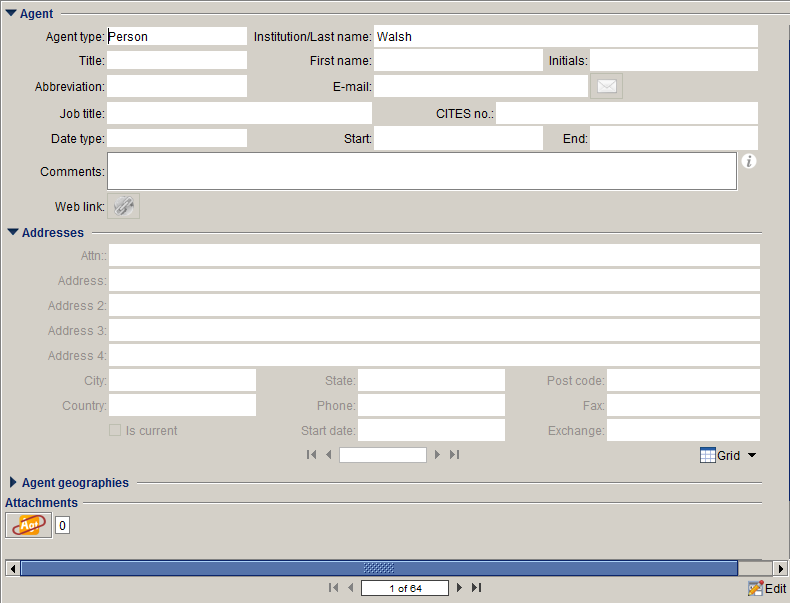 Agent
Agent type: Person Institution/Last name: Walsh
Title: First name: Initials:
Abbreviation: E-mail:
Job title: CITES no.:
Date type: Start: End:
Comments: i
Web link:
Addresses
Attn::
Address:
Address 2:
Address 3:
Address 4:
City: State: Post code:
Country: Phone: Fax:
Is current Start date: Exchange:
Grid
Agent geographies
Attachments
0
1 of 64 Edit